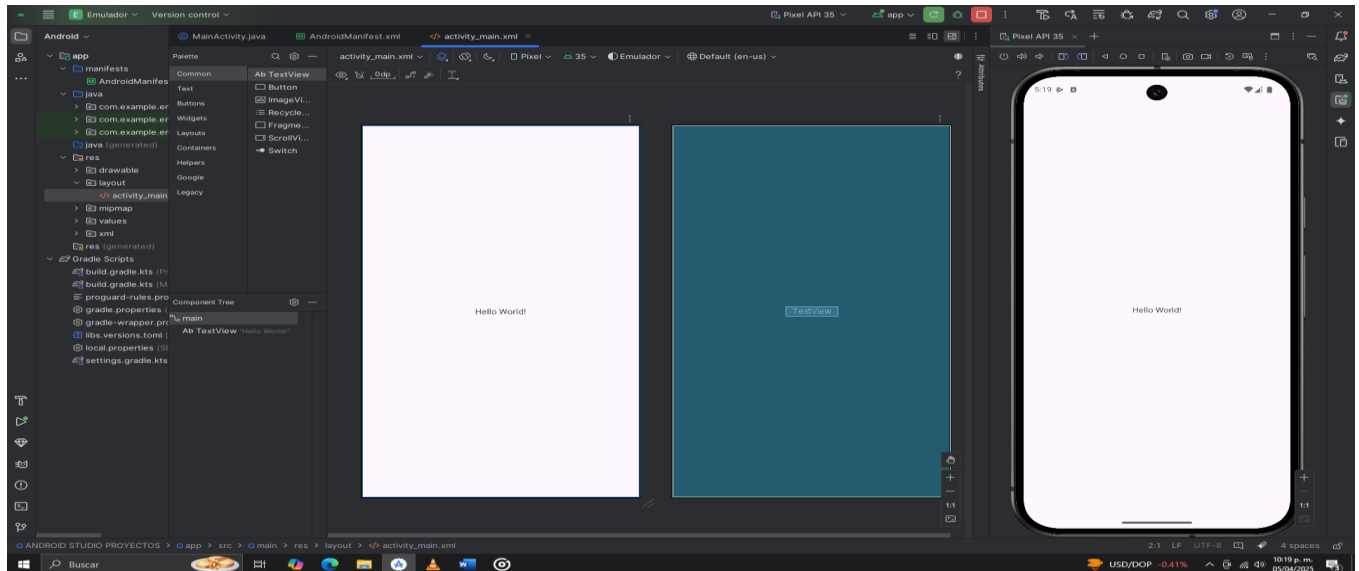 E Emulador Version control
Pixel API 35 app
Android
MainActivity.java AndroidManifest.xml </> activity_main.xml
Pixel API 35
app
manifests
AndroidManifes
java
com.example.er
com.example.er
com.example.er
java (generated)
res
drawable
layout
</> activity_main
mipmap
values
xml
res (generated)
Gradle Scripts
build.gradle.kts (Pr
build.gradle.kts (M
proguard-rules.pro
gradle.properties (
gradle-wrapper.pro
libs.versions.toml (
local.properties (SD
settings.gradle.kts
Palette
Common
Text
Buttons
Widgets
Layouts
Containers
Helpers
Google
Legacy
Ab TextView
Button
ImageVi...
Recycle...
Fragme...
ScrollVi...
Switch
Component Tree
main
Ab TextView "Hello World!"
activity_main.xml Pixel 35 Emulador Default (en-us)
0dp
?
Attributes
Hello World!
TextView
1:1
5:19
Hello World!
1:1
ANDROID STUDIO PROYECTOS > app > src > main > res > layout > </> activity_main.xml
2:1 LF UTF-8 4 spaces
Buscar
USD/DOP -0.41%
10:19 p. m.
05/04/2025